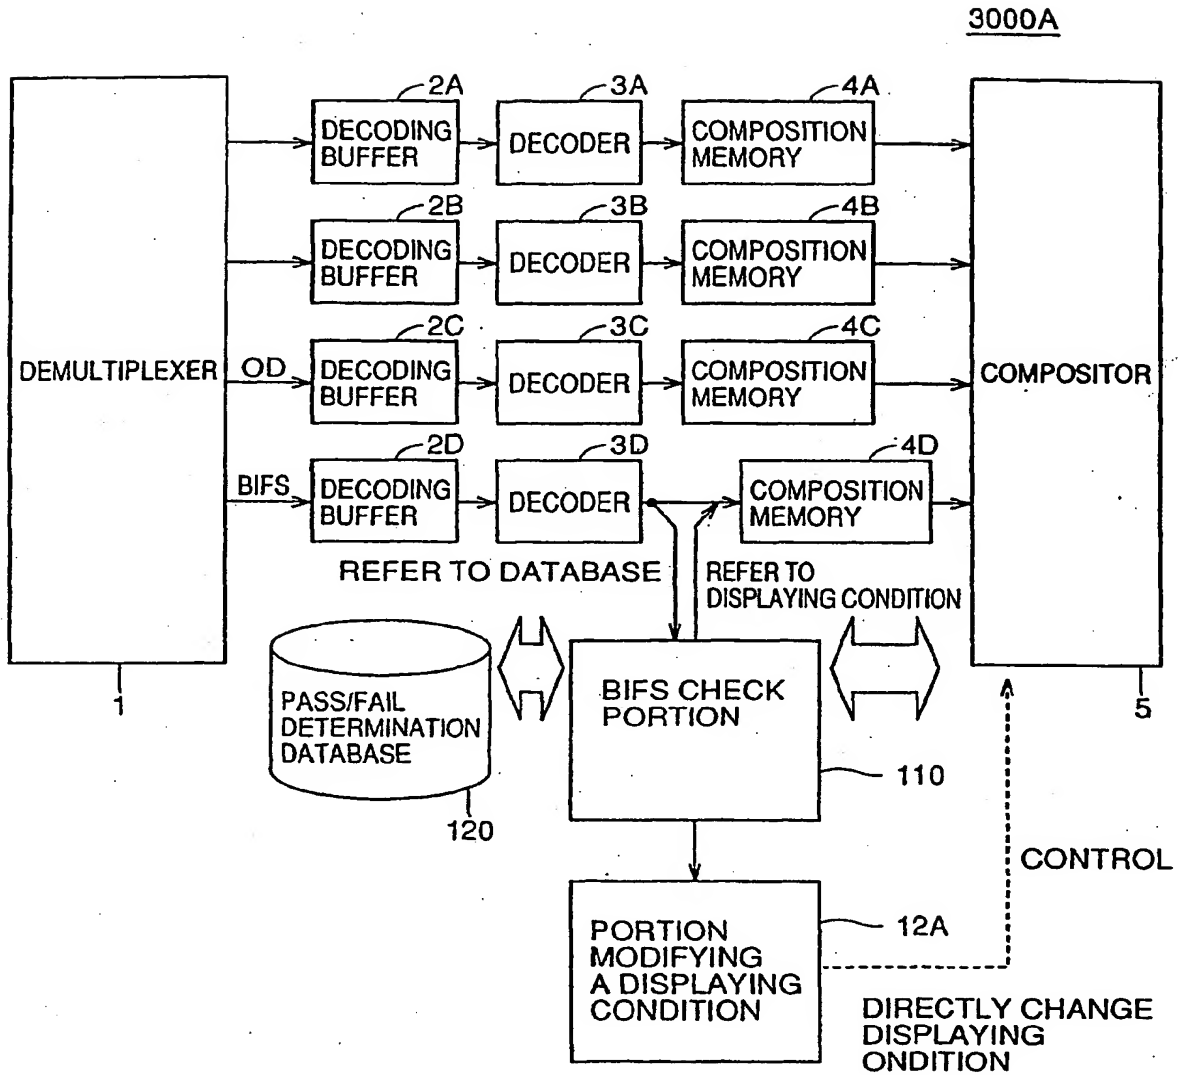 3000A
2A
3A
4A
DECODING
BUFFER
DECODER
COMPOSITION
MEMORY
2B
3B
4B
DECODING
BUFFER
DECODER
COMPOSITION
MEMORY
2C
3C
4C
DEMULTIPLEXER
OD
DECODING
BUFFER
DECODER
COMPOSITION
MEMORY
COMPOSITOR
2D
3D
4D
BIFS
DECODING
BUFFER
DECODER
COMPOSITION
MEMORY
REFER TO DATABASE
REFER TO
DISPLAYING CONDITION
1
PASS/FAIL
DETERMINATION
DATABASE
BIFS CHECK
PORTION
5
110
120
CONTROL
PORTION
MODIFYING
A DISPLAYING
CONDITION
12A
DIRECTLY CHANGE
DISPLAYING
ONDITION